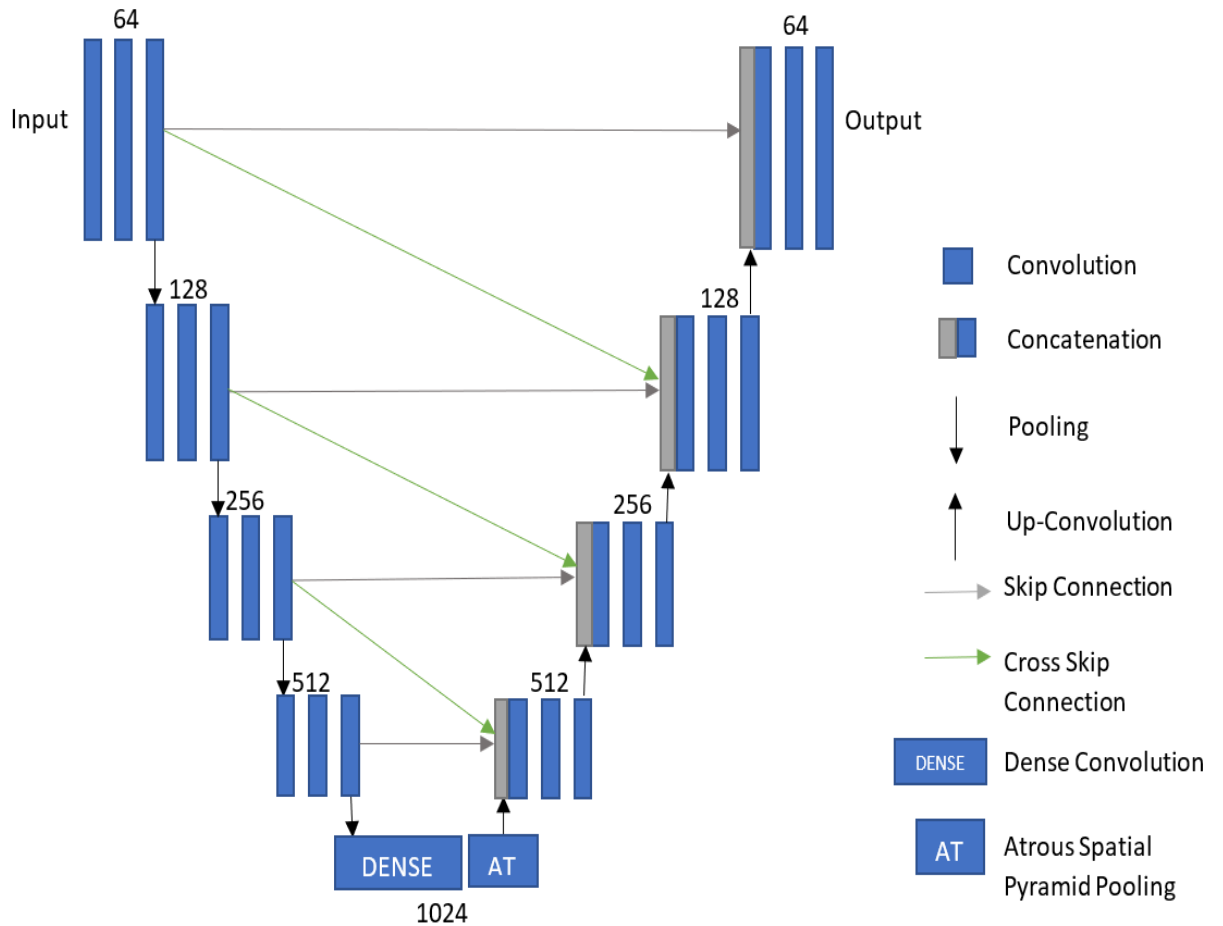 64
64
Input
Output
128
128
256
256
512
512
DENSE
AT
1024
Convolution
Concatenation
Pooling
Up-Convolution
Skip Connection
Cross Skip
Connection
DENSE
Dense Convolution
AT
Atrous Spatial
Pyramid Pooling